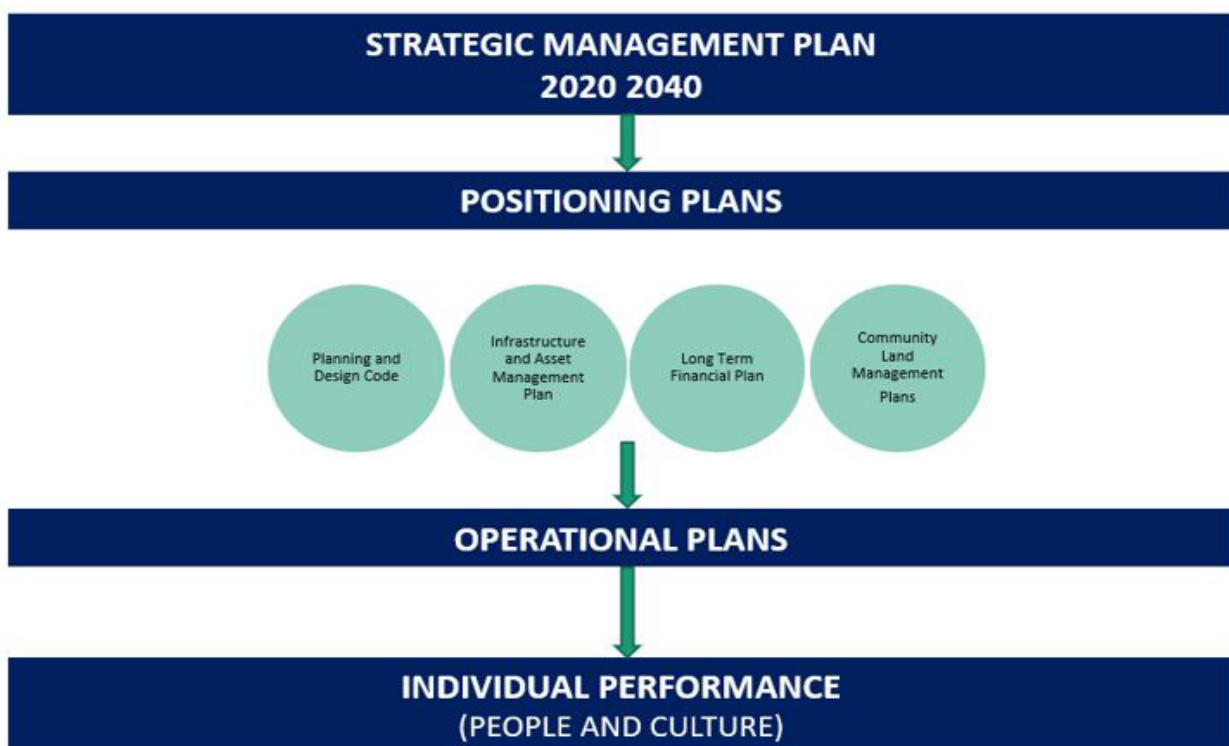 STRATEGIC MANAGEMENT PLAN
2020 2040
POSITIONING PLANS
Planning and
Design Code
Infrastructure
and Asset
Management
Plan
Long Term
Financial Plan
Community
Land
Management
Plans
OPERATIONAL PLANS
INDIVIDUAL PERFORMANCE
(PEOPLE AND CULTURE)